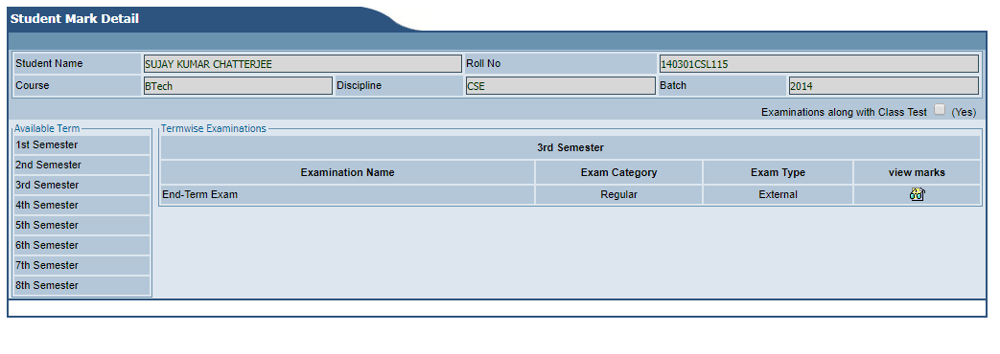 Student Mark Detail
Student Name SUJAY KUMAR CHATTERJEE Roll No 140301CSL115
Course BTech Discipline CSE Batch 2014
Examinations along with Class Test (Yes)
Available Term
1st Semester
2nd Semester
3rd Semester
4th Semester
5th Semester
6th Semester
7th Semester
8th Semester
Termwise Examinations
3rd Semester
Examination Name Exam Category Exam Type view marks
End-Term Exam Regular External